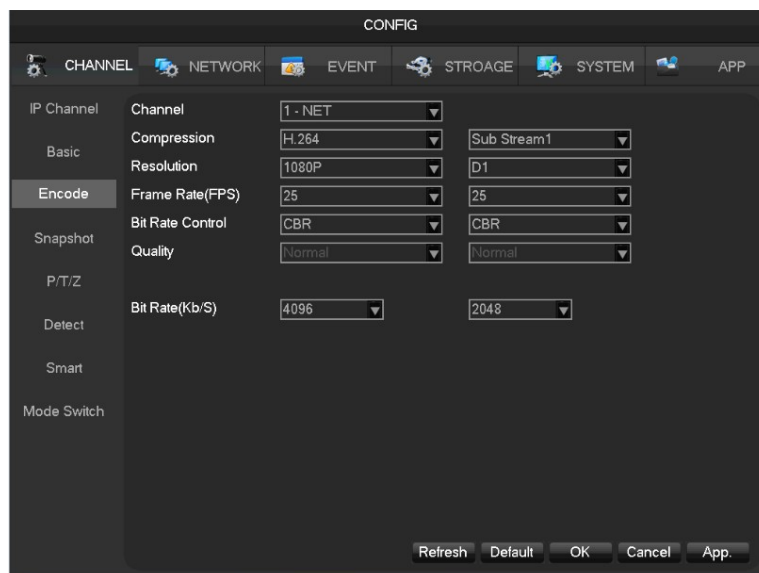 CONFIG
CHANNEL NETWORK EVENT STROAGE SYSTEM APP
IP Channel
Basic
Encode
Snapshot
P/T/Z
Detect
Smart
Mode Switch
Channel 1 - NET
Compression H.264 Sub Stream1
Resolution 1080P D1
Frame Rate(FPS) 25 25
Bit Rate Control CBR CBR
Quality Normal Normal
Bit Rate(Kb/S) 4096 2048
Refresh Default OK Cancel App.